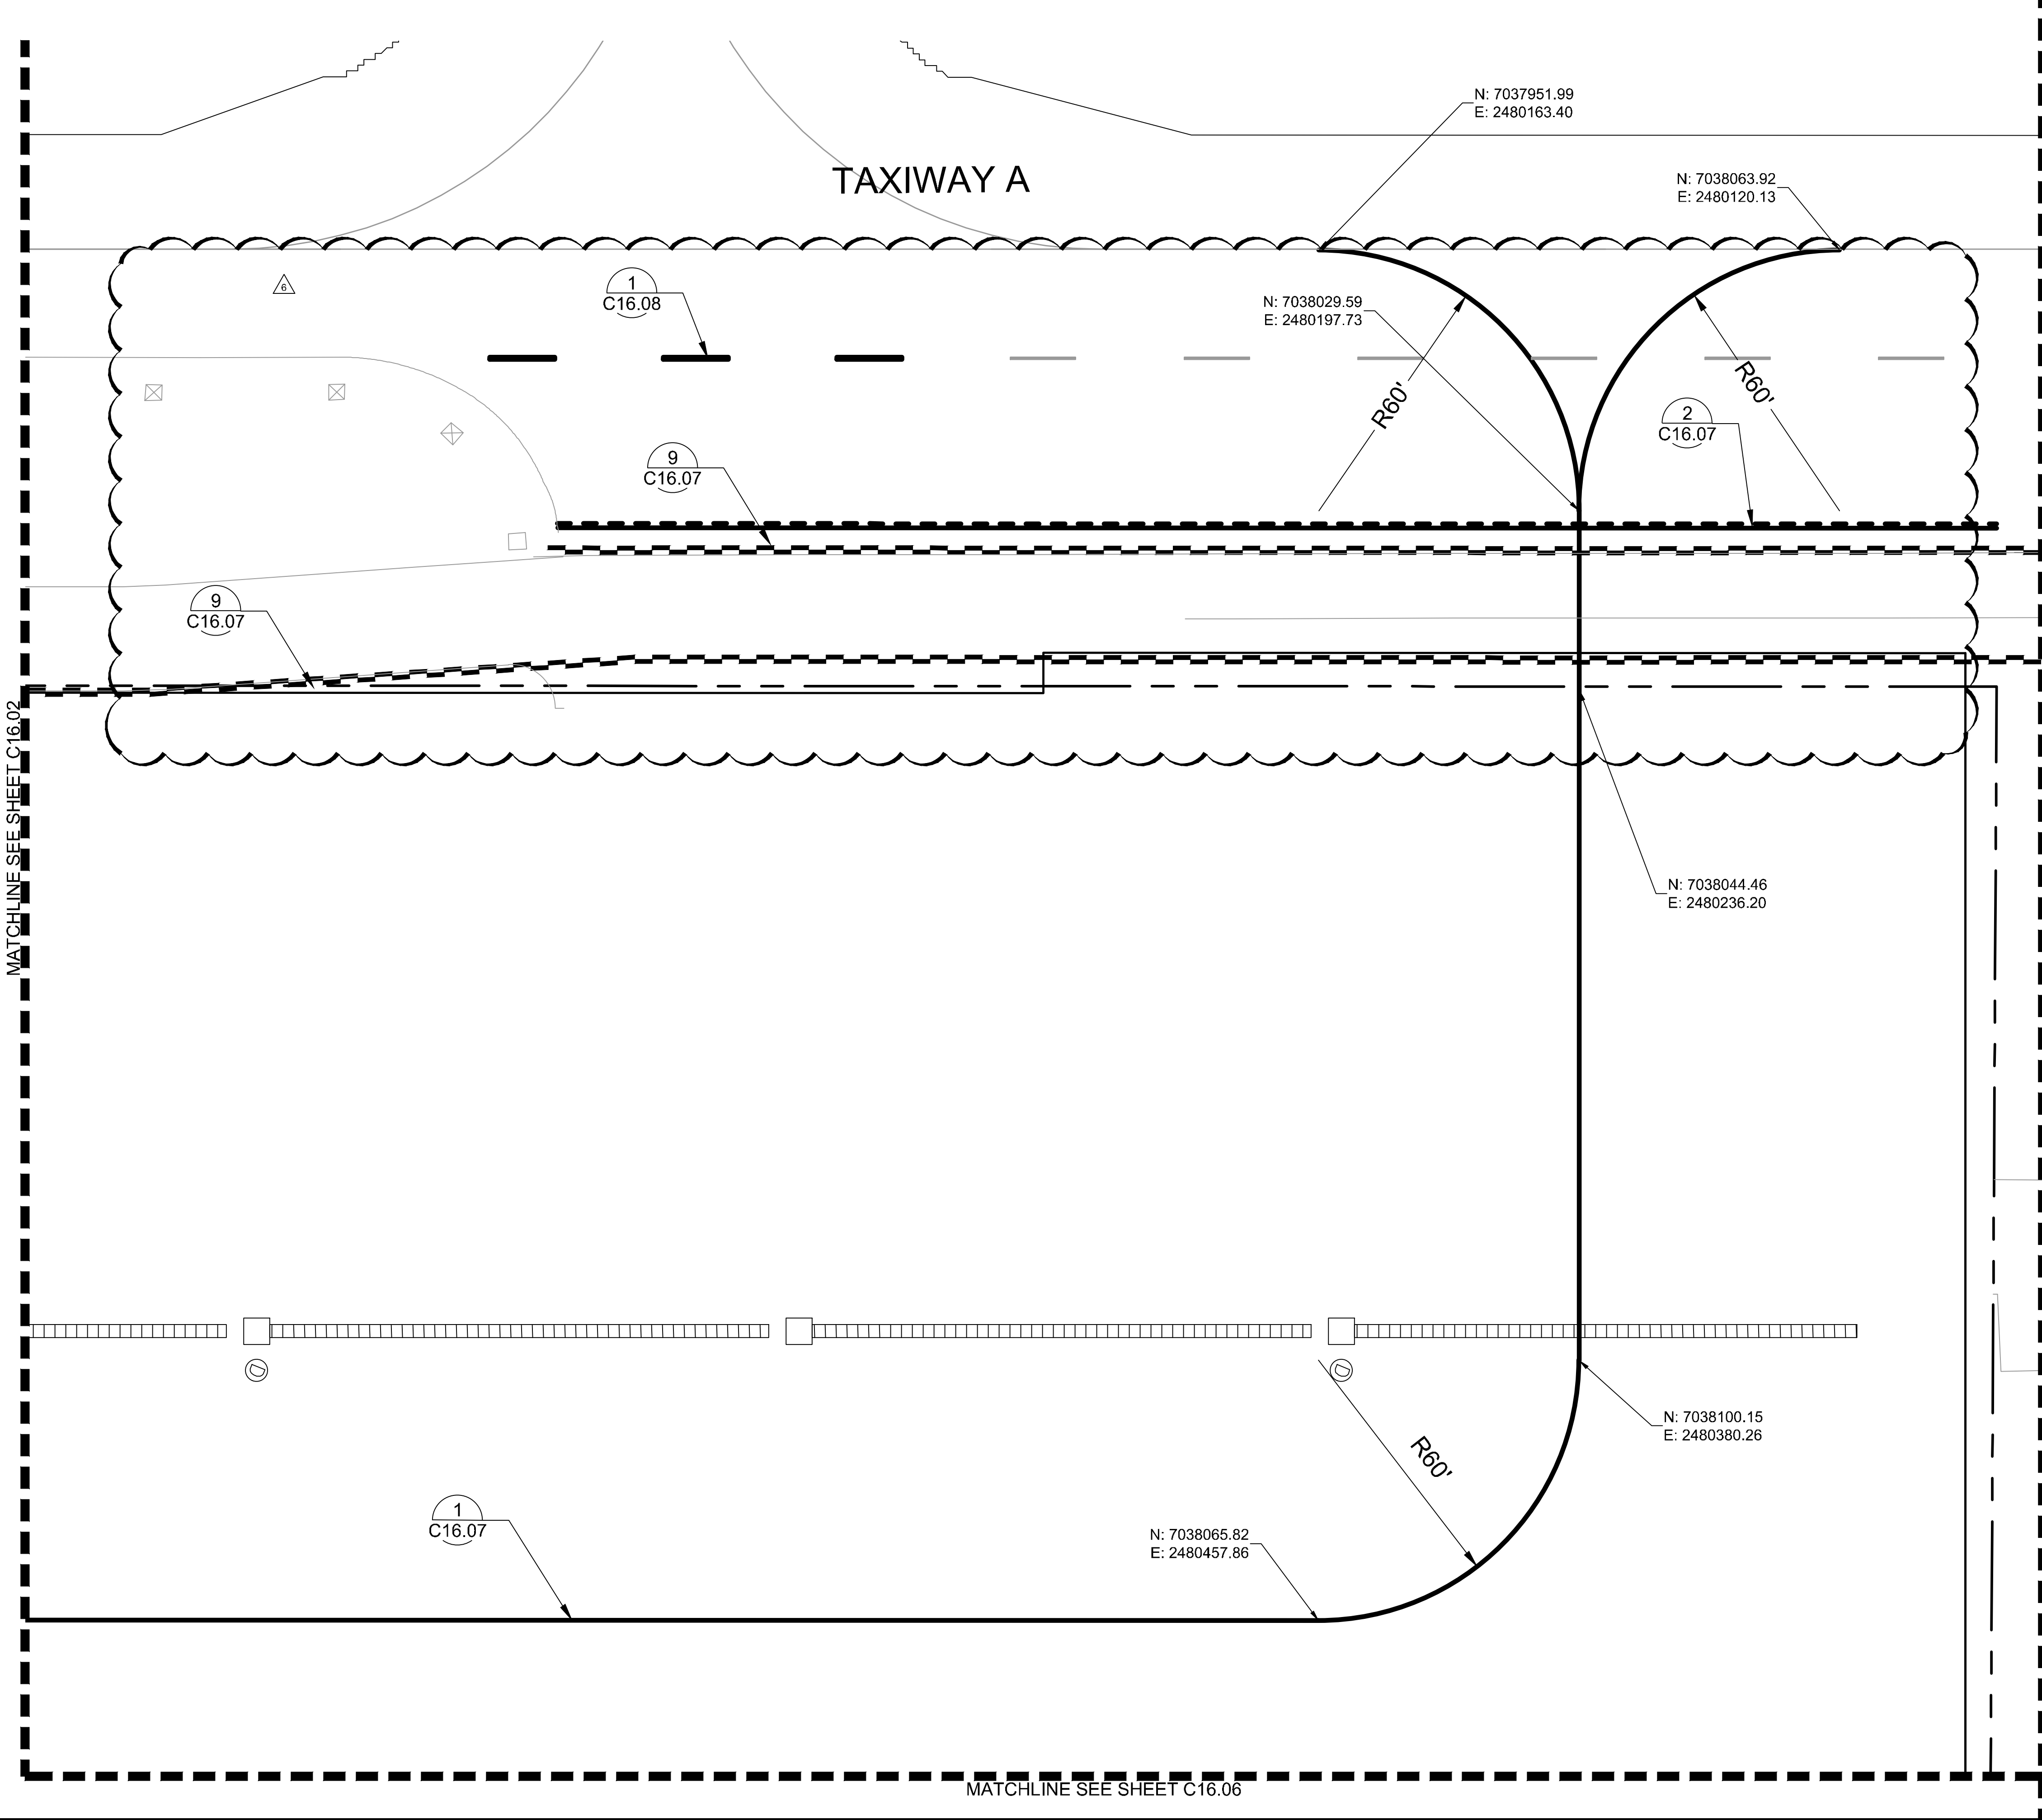 N: 7037951.99
E: 2480163.40
TAXIWAY A
N: 7038063.92
E: 2480120.13
6
1
C16.08
N: 7038029.59
E: 2480197.73
R60'
R60'
2
C16.07
9
C16.07
9
C16.07
MATCHLINE SEE SHEET C16.02
N: 7038044.46
E: 2480236.20
N: 7038100.15
E: 2480380.26
R60'
1
C16.07
N: 7038065.82
E: 2480457.86
MATCHLINE SEE SHEET C16.06